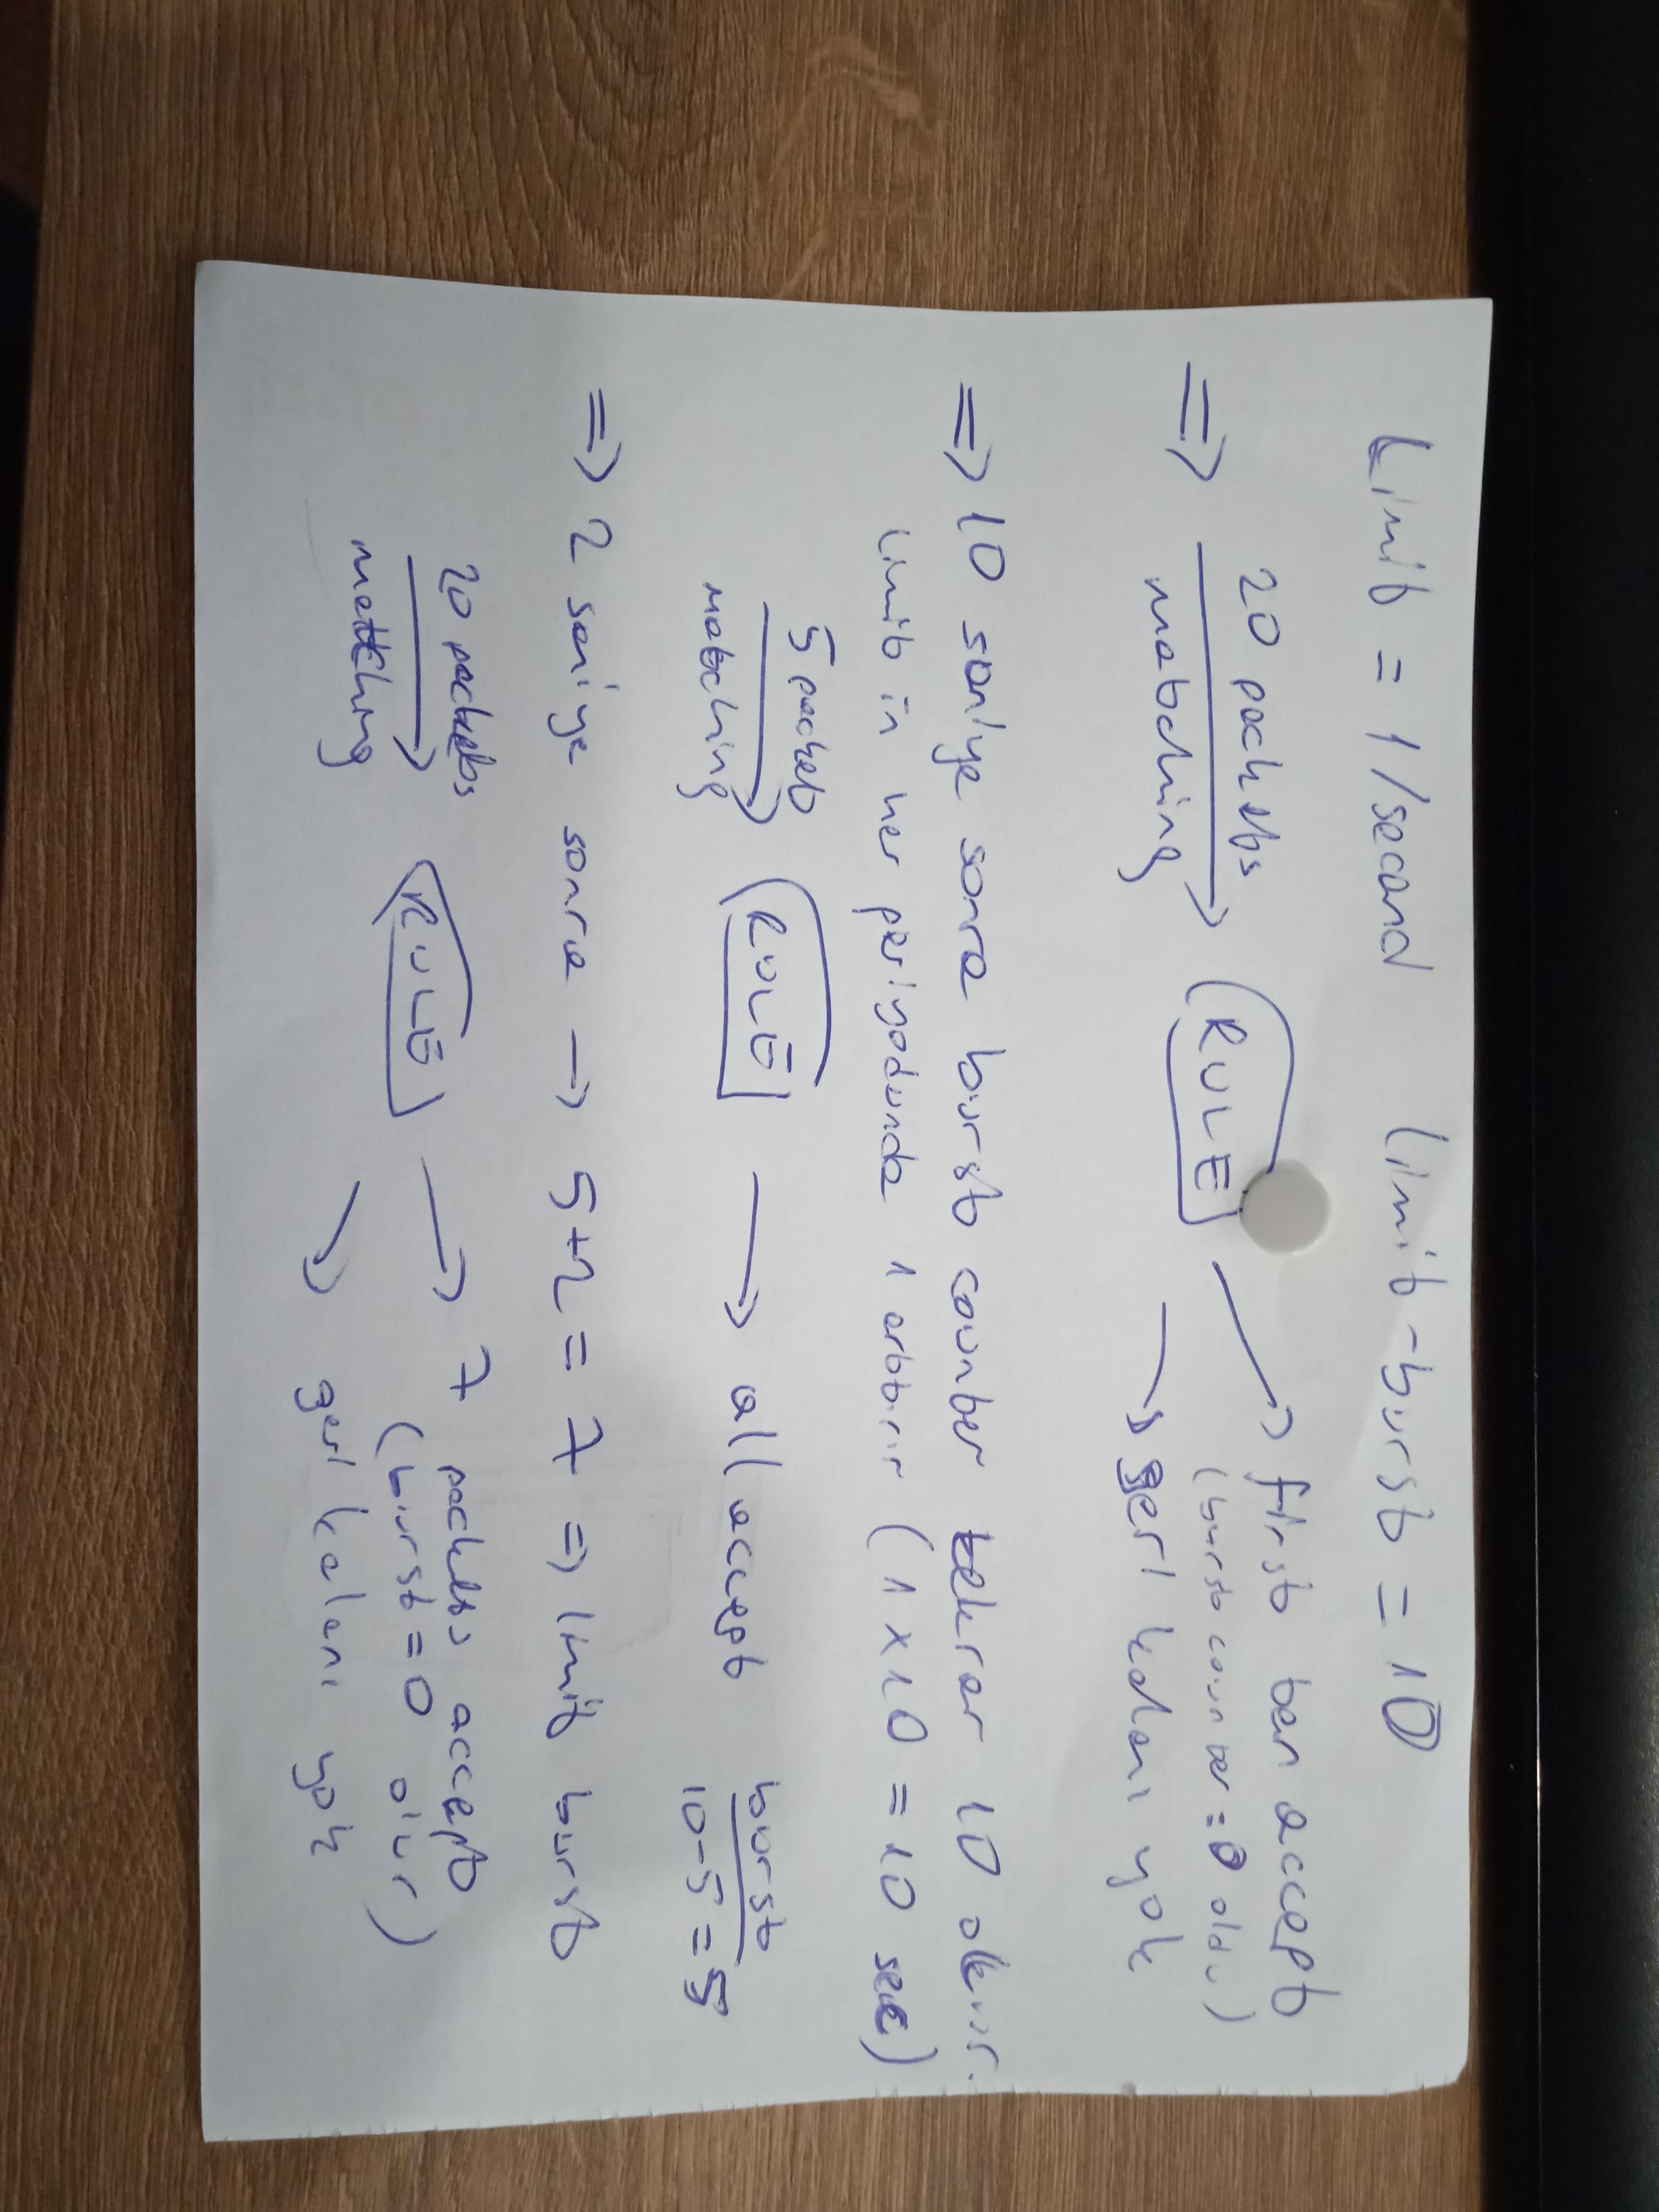 Limit = 1/second limit-burst = 10
20 packets
matching
RULE
first ten accept
(burst counter = 0 oldu)
geri kalanı yok
=> 10 saniye sonra burst counter tekrar 10 olur.
limit in her periyodunda 1 arttırır (1 x 10 = 10 sec)
5 packet
matching
RULE
all accept
burst
10-5 = 5
=> 2 saniye sonra -> 5+2 = 7 => limit burst
20 packets
matching
RULE
7 packets accept
(burst = 0 olur)
geri kalanı yok